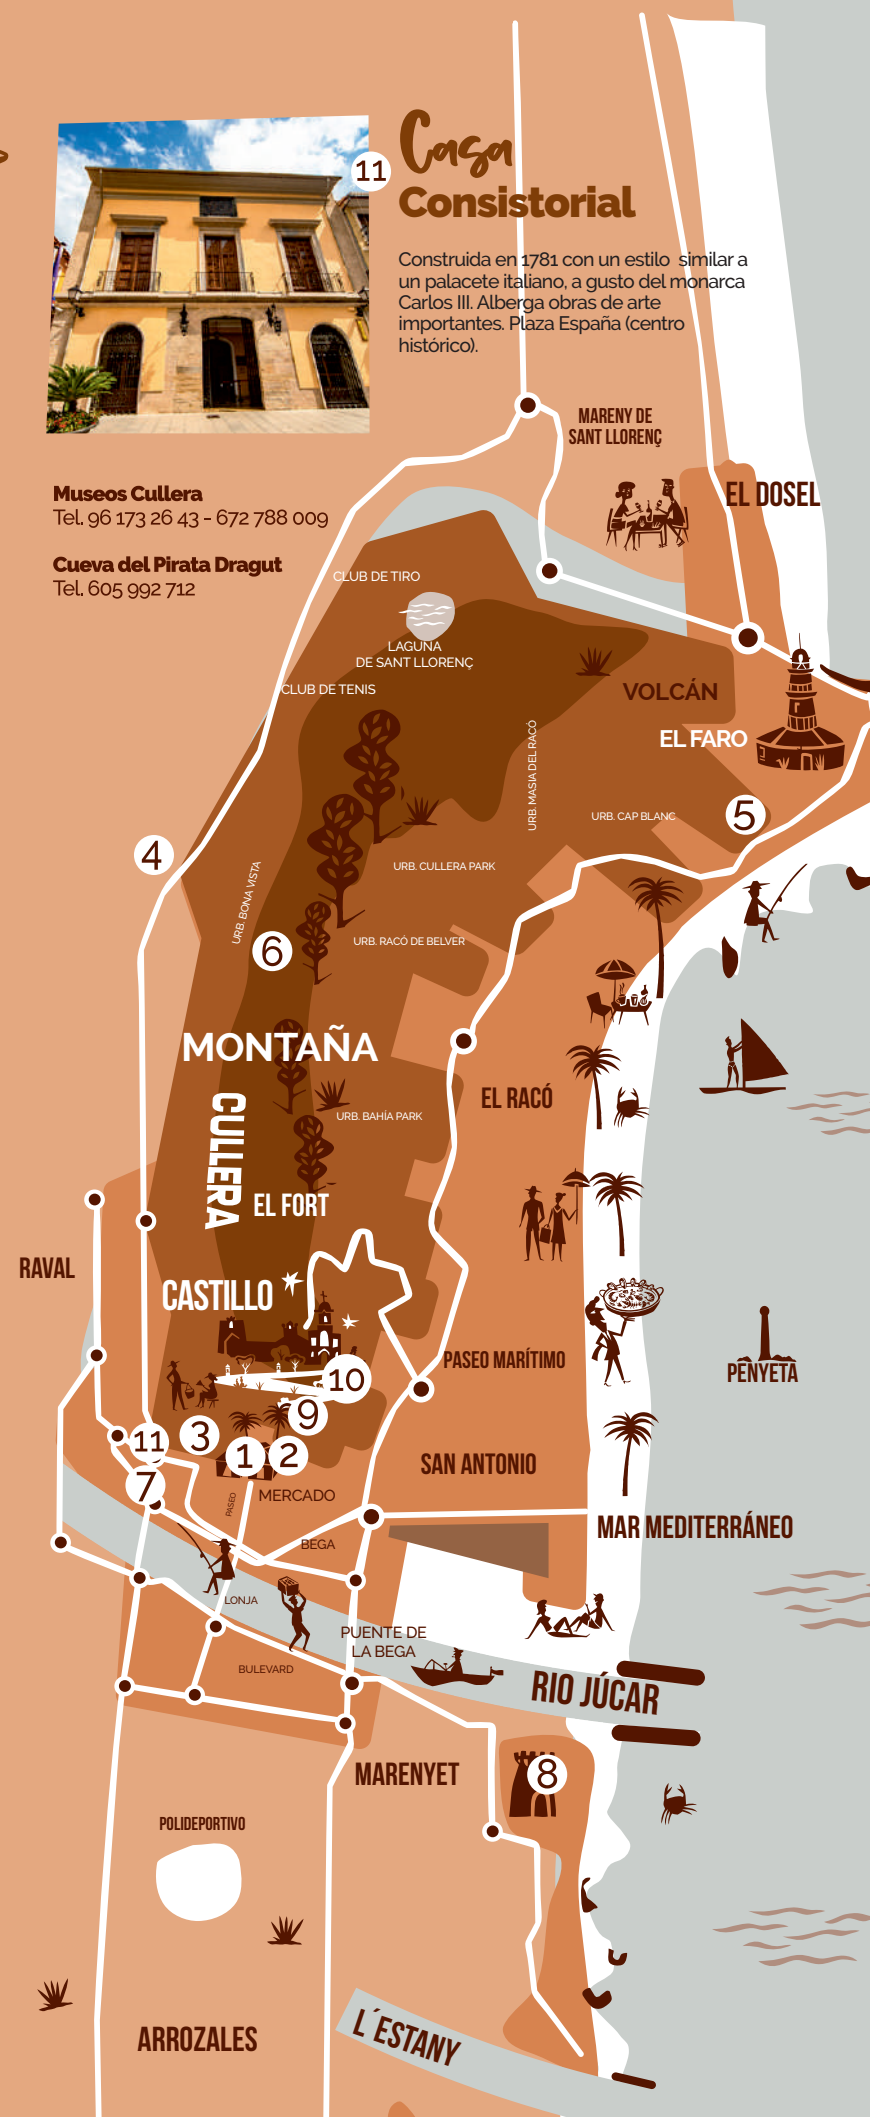 11
Casa
Consistorial
Construida en 1781 con un estilo similar a
un palacete italiano, a gusto del monarca
Carlos III. Alberga obras de arte
importantes. Plaza España (centro
histórico).
Museos Cullera
Tel. 96 173 26 43 - 672 788 009
Cueva del Pirata Dragut
Tel. 605 992 712
MARENY DE
SANT LLORENÇ
EL DOSEL
CLUB DE TIRO
LAGUNA
DE SANT LLORENÇ
CLUB DE TENIS
VOLCÁN
EL FARO
URB. MASIA DEL RACÓ
URB. CAP BLANC
5
4
URB. CULLERA PARK
URB. BONA VISTA
6
URB. RACÓ DE BELVER
MONTAÑA
CULLERA
URB. BAHÍA PARK
EL RACÓ
EL FORT
RAVAL
CASTILLO
PASEO MARÍTIMO
PENYETA
10
9
3
11
1
2
7
SAN ANTONIO
MERCADO
PASEO
MAR MEDITERRÁNEO
BEGA
LONJA
PUENTE DE
LA BEGA
BULEVARD
RIO JÚCAR
MARENYET
8
POLIDEPORTIVO
ARROZALES
L´ESTANY